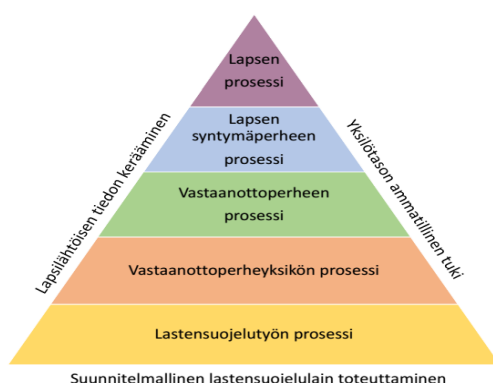 Lapsen
prosessi
Lapsen
syntymäperheen
prosessi
Vastaanottoperheen
prosessi
Vastaanottoperheyksikön prosessi
Lastensuojelutyön prosessi
Lapsilähtöisen tiedon kerääminen
Yksilötason ammatillinen tuki
Suunnitelmallinen lastensuojelulain toteuttaminen